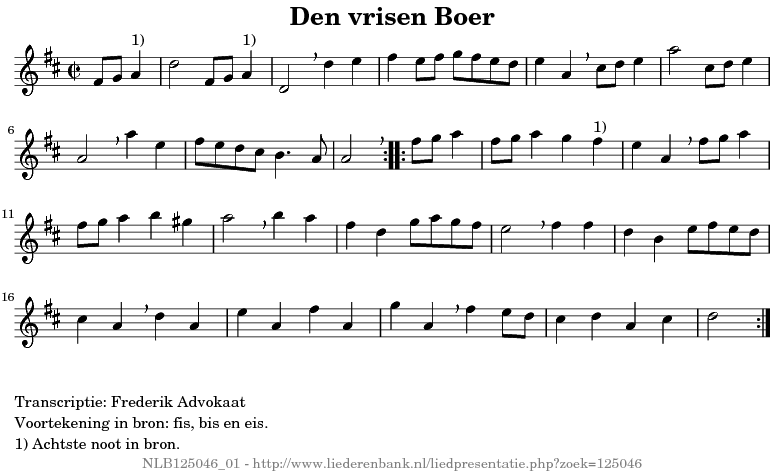 Den vrisen Boer
1) 1)
6
1)
11
16
Transcriptie: Frederik Advokaat
Voortekening in bron: fis, bis en eis.
1) Achtste noot in bron.
NLB125046_01 - http://www.liederenbank.nl/liedpresentatie.php?zoek=125046